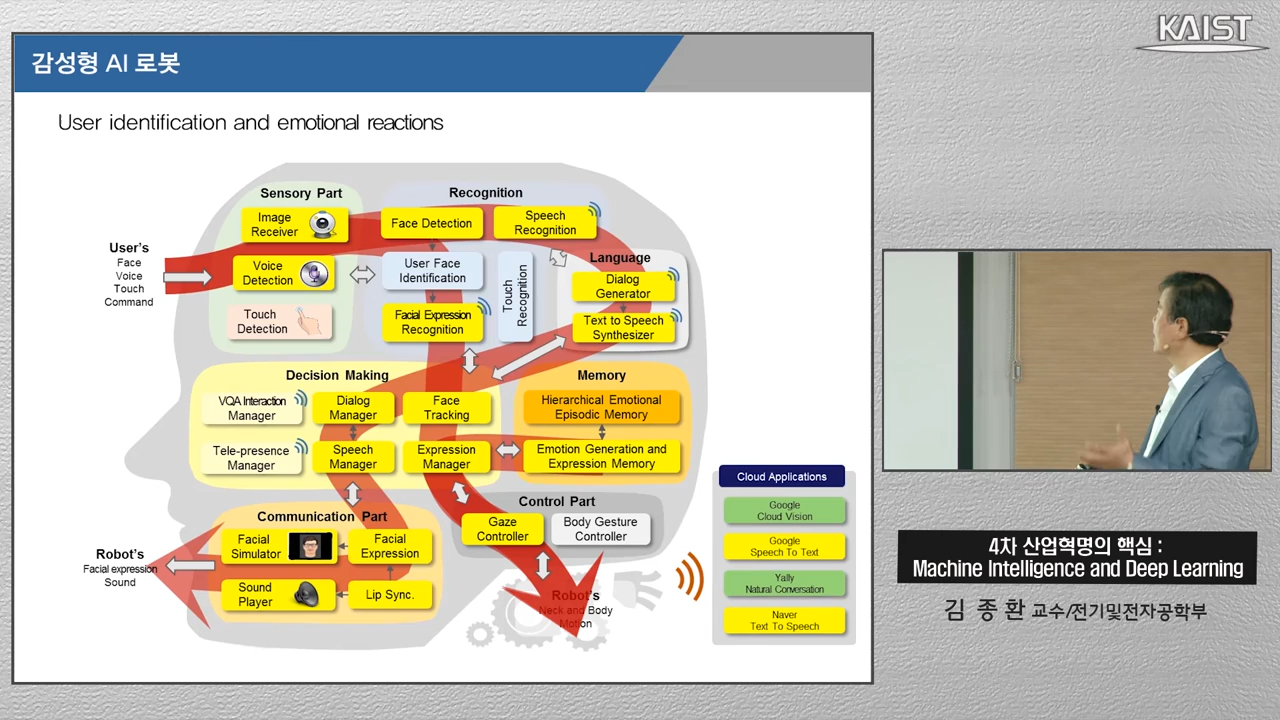 KAIST
감성형 AI 로봇
User identification and emotional reactions
Sensory Part
Image
Receiver
Voice
Detection
Touch
Detection
Recognition
Face Detection
Speech
Recognition
User Face
Identification
Facial Expression
Recognition
Touch
Recognition
Language
Dialog
Generator
Text to Speech
Synthesizer
User's
Face
Voice
Touch
Command
Decision Making
VQA Interaction
Manager
Dialog
Manager
Face
Tracking
Tele-presence
Manager
Speech
Manager
Expression
Manager
Memory
Hierarchical Emotional
Episodic Memory
Emotion Generation and
Expression Memory
Communication Part
Facial
Simulator
Facial
Expression
Sound
Player
Lip Sync.
Control Part
Gaze
Controller
Body Gesture
Controller
Robot's
Facial expression
Sound
Robot's
Neck and Body
Motion
Cloud Applications
Google
Cloud Vision
Google
Speech To Text
Yally
Natural Conversation
Naver
Text To Speech
4차 산업혁명의 핵심 :
Machine Intelligence and Deep Learning
김 종 환 교수/전기및전자공학부